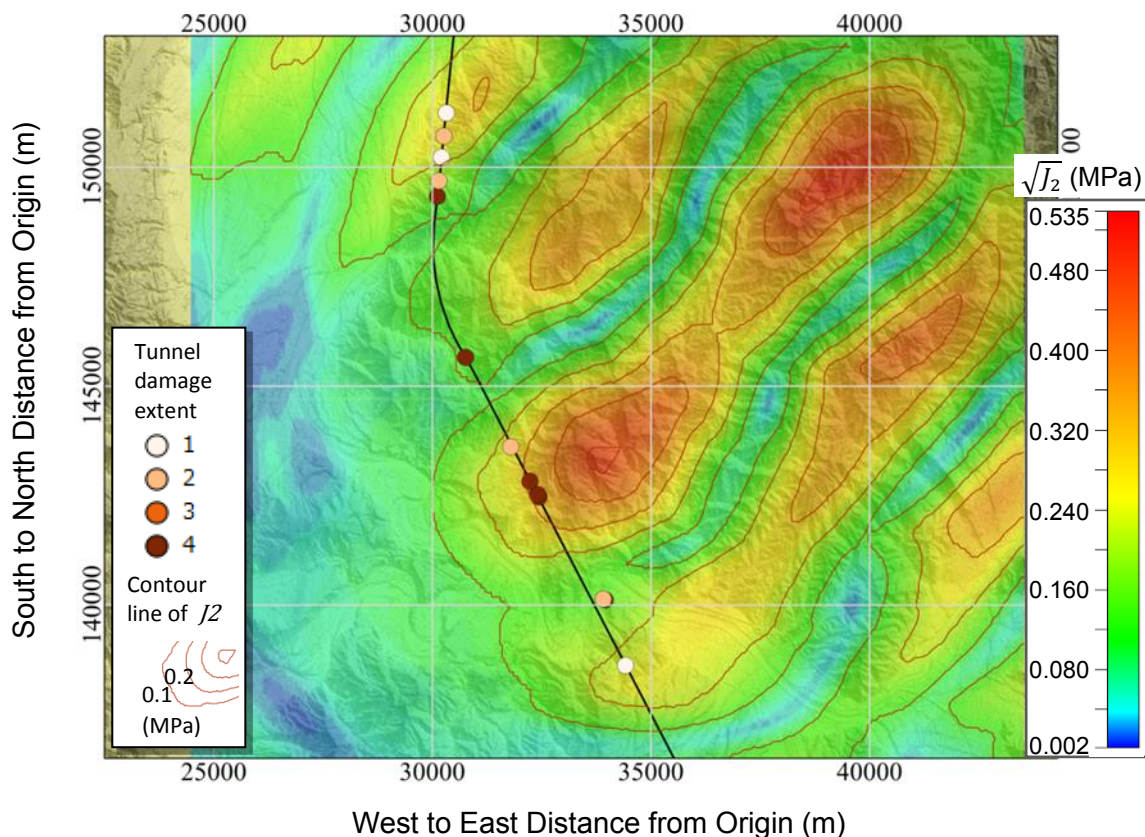 25000 30000 35000 40000
South to North Distance from Origin (m)
150000
145000
140000
00
√J2 (MPa)
0.535
0.480
0.400
0.320
0.240
0.160
0.080
0.002
Tunnel
damage
extent
1
2
3
4
Contour
line of J2
0.2
0.1
(MPa)
25000 30000 35000 40000
West to East Distance from Origin (m)